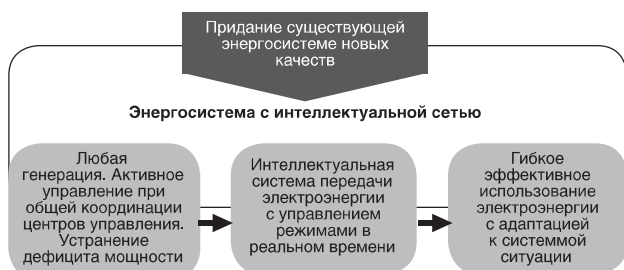 Придание существующей
энергосистеме новых
качеств
Энергосистема с интеллектуальной сетью
Любая
генерация. Активное
управление при
общей координации
центров управления.
Устранение
дефицита мощности
Интеллектуальная
система передачи
электроэнергии
с управлением
режимами в
реальном времени
Гибкое
эффективное
использование
электроэнергии
с адаптацией
к системмой
ситуации